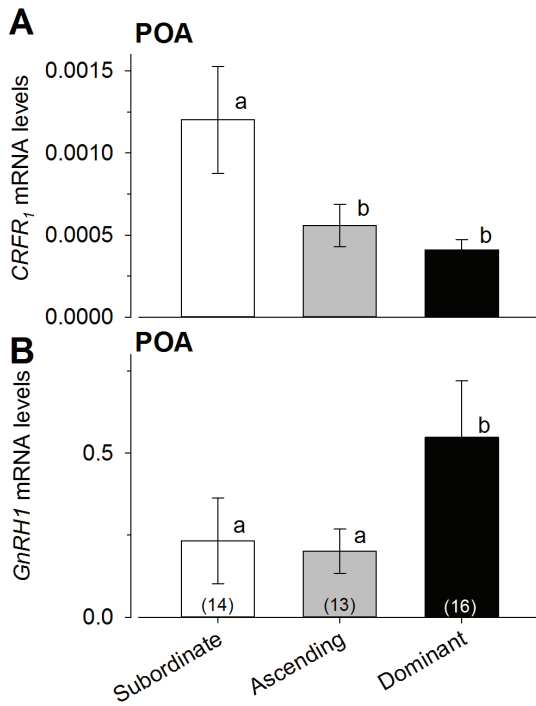 A
POA
CRFR1 mRNA levels
0.0015
0.0010
0.0005
0.0000
a
b
b
B
POA
GnRH1 mRNA levels
0.5
0.0
a
a
b
(14)
(13)
(16)
Subordinate
Ascending
Dominant